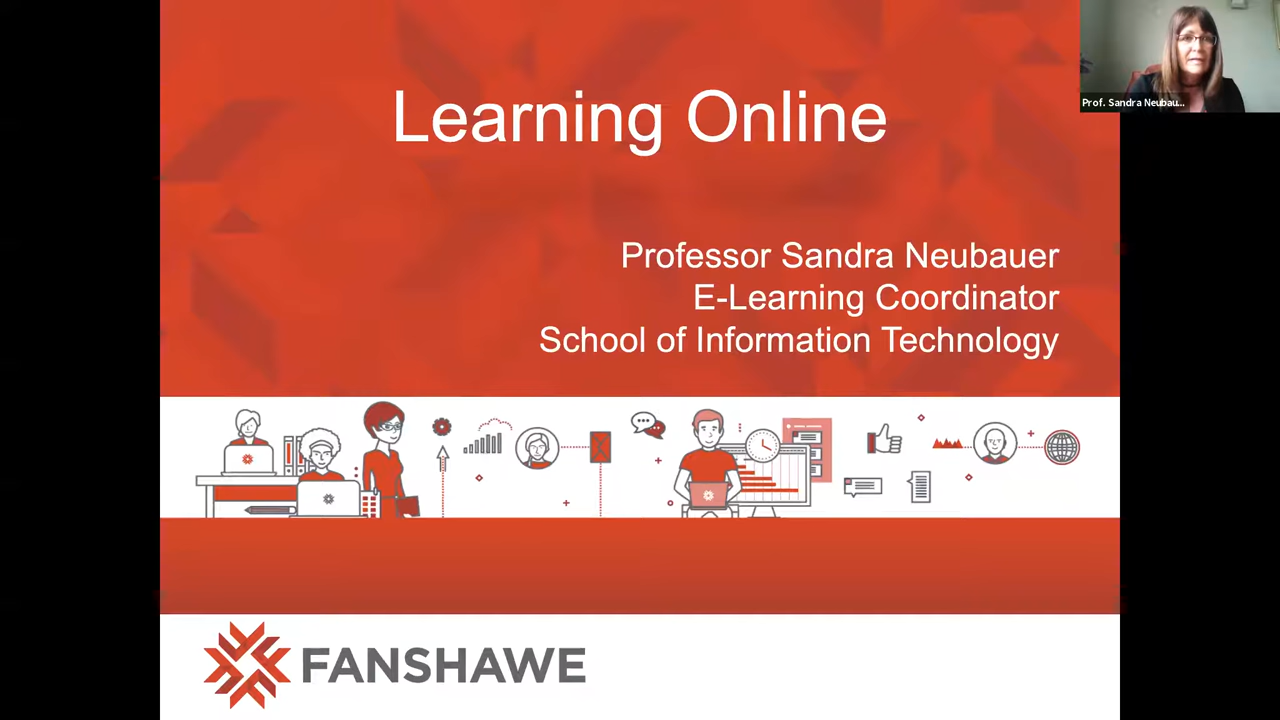 Learning Online
Prof. Sandra Neubau...
Professor Sandra Neubauer
E-Learning Coordinator
School of Information Technology
FANSHAWE